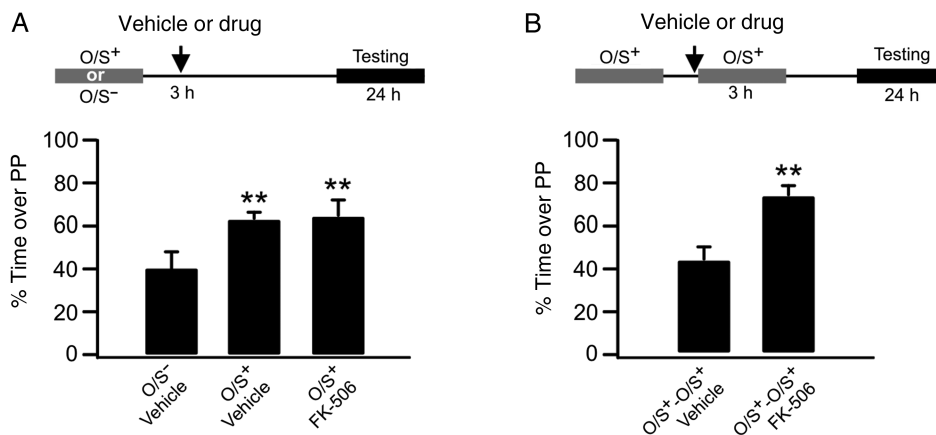 A
Vehicle or drug
O/S+
or
O/S−
3 h
Testing
24 h
% Time over PP
100
80
60
40
20
0
**
**
O/S−
Vehicle
O/S+
Vehicle
O/S+
FK-506
B
Vehicle or drug
O/S+
O/S+
3 h
Testing
24 h
% Time over PP
100
80
60
40
20
0
**
O/S+-O/S+
Vehicle
O/S+-O/S+
FK-506